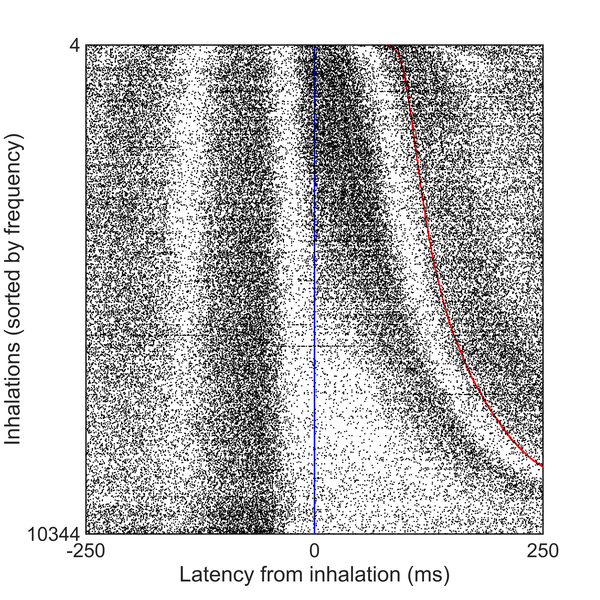 4
Inhalations (sorted by frequency)
10344
-250
0
250
Latency from inhalation (ms)